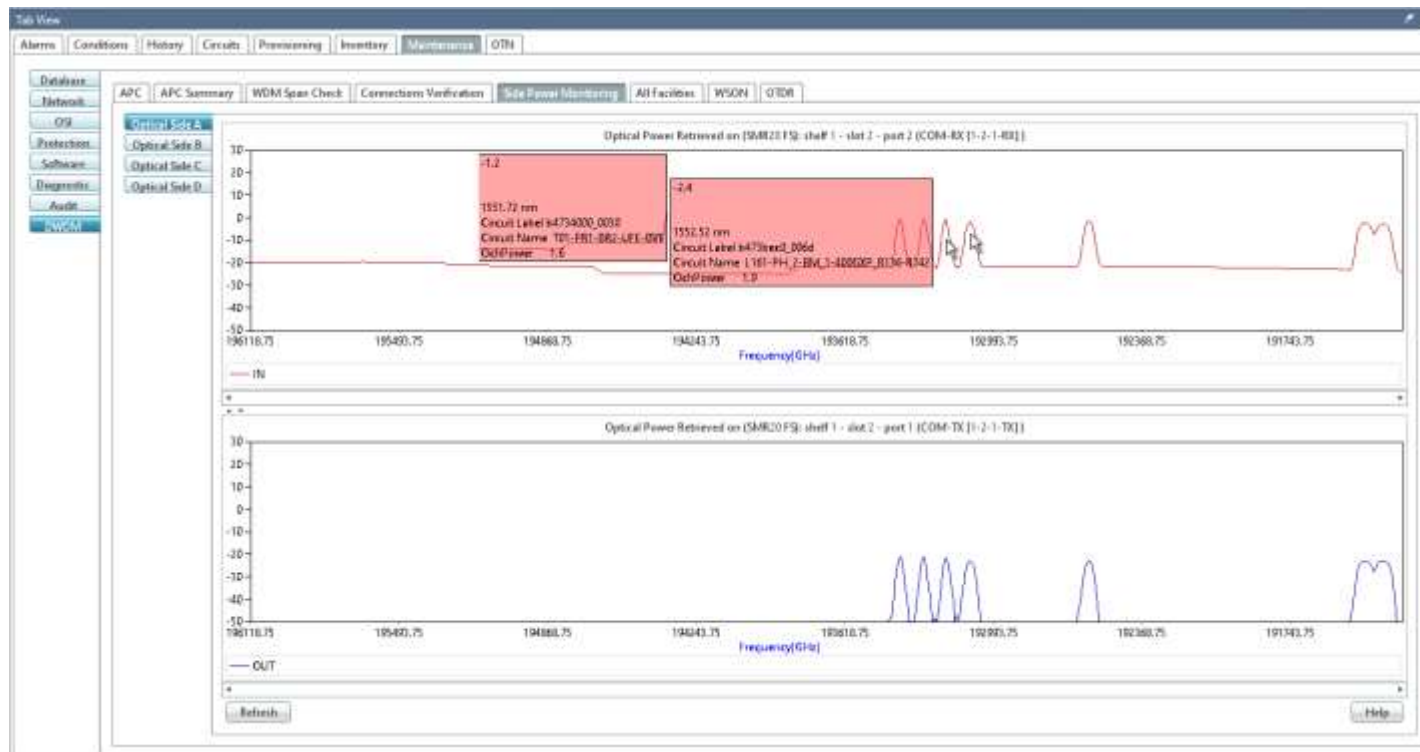 Tab View
Alarms Conditions History Circuits Provisioning Inventory Maintenance OTN
Database
Network
OSI
Protection
Software
Diagnostic
Audit
DWDM
APC APC Summary WDM Span Check Connections Verification Side Power Monitoring All Facilities WSON OTDR
Optical Side A
Optical Side B
Optical Side C
Optical Side D
Optical Power Retrieved on (SMR20 FS): shelf 1 - slot 2 - port 2 (COM-RX [1-2-1-RX])
30
20
10
0
-10
-20
-30
-40
-50
-1.2
1551.72 nm
Circuit Label
Circuit Name
OchPower 1.6
-2.4
1552.52 nm
Circuit Label
Circuit Name
OchPower
196118.75 195493.75 194868.75 194243.75 193618.75 192993.75 192368.75 191743.75
Frequency(GHz)
IN
Optical Power Retrieved on (SMR20 FS): shelf 1 - slot 2 - port 1 (COM-TX [1-2-1-TX])
30
20
10
0
-10
-20
-30
-40
-50
196118.75 195493.75 194868.75 194243.75 193618.75 192993.75 192368.75 191743.75
Frequency(GHz)
OUT
Refresh Help